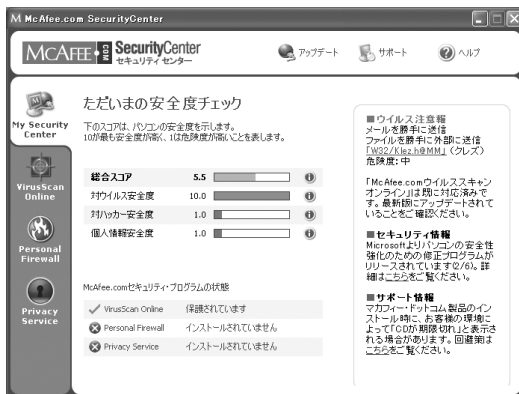 M McAfee.com SecurityCenter
McAFEE .COM SecurityCenter
セキュリティ センター
アップデート
サポート
ヘルプ
My Security Center
VirusScan Online
Personal Firewall
Privacy Service
ただいまの安全度チェック
下のスコアは、パソコンの安全度を示します。
10が最も安全度が高く、1は危険度が高いことを表します。
総合スコア 5.5
対ウイルス安全度 10.0
対ハッカー安全度 1.0
個人情報安全度 1.0
McAfee.comセキュリティ・プログラムの状態
VirusScan Online 保護されています
Personal Firewall インストールされていません
Privacy Service インストールされていません
■ウイルス注意報
メールを勝手に送信
ファイルを勝手に外部に送信
「W32/Klez.h@MM」(クレズ)
危険度:中
「McAfee.comウイルススキャン
オンライン」は既に対応済みで
す。最新版にアップデートされて
いることをご確認ください。
■セキュリティ情報
Microsoftよりパソコンの安全性
強化のための修正プログラムが
リリースされています(2/6)。詳
細はこちらをご覧ください。
■サポート情報
マカフィー・ドットコム製品のイン
ストール時に、お客様の環境に
よって「CDが期限切れ」と表示さ
れる場合があります。回避策は
こちらをご覧ください。